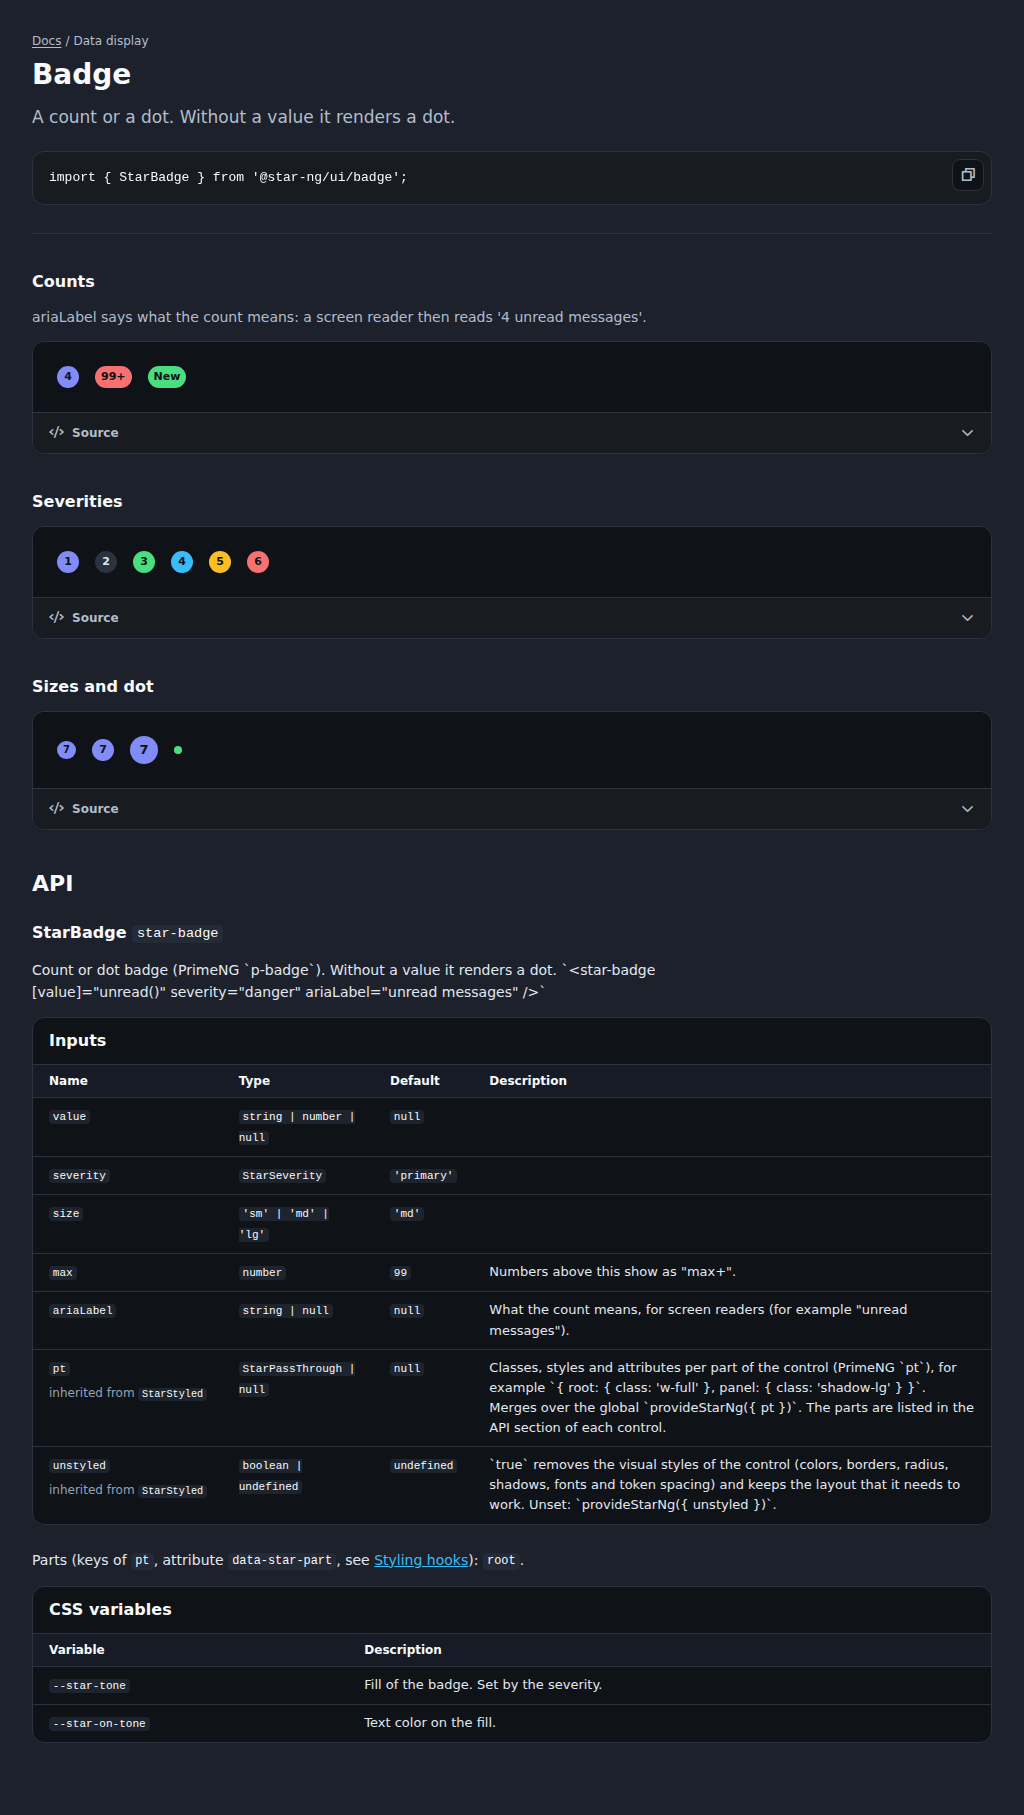 Docs / Data display
Badge
A count or a dot. Without a value it renders a dot.
import { StarBadge } from '@star-ng/ui/badge';
Counts
ariaLabel says what the count means: a screen reader then reads '4 unread messages'.
4 99+ New
Source
Severities
1 2 3 4 5 6
Source
Sizes and dot
7 7 7
Source
API
StarBadge star-badge
Count or dot badge (PrimeNG `p-badge`). Without a value it renders a dot. `<star-badge
[value]="unread()" severity="danger" ariaLabel="unread messages" />`
Inputs
Name Type Default Description
value string | number | null
null
severity StarSeverity 'primary'
size 'sm' | 'md' | 'md'
'lg'
max number 99 Numbers above this show as "max+".
ariaLabel string | null null What the count means, for screen readers (for example "unread
messages").
pt StarPassThrough | null Classes, styles and attributes per part of the control (PrimeNG `pt`), for
inherited from StarStyled null example `{ root: { class: 'w-full' }, panel: { class: 'shadow-lg' } }`.
Merges over the global `provideStarNg({ pt })`. The parts are listed in the
API section of each control.
unstyled boolean | undefined `true` removes the visual styles of the control (colors, borders, radius,
inherited from StarStyled undefined shadows, fonts and token spacing) and keeps the layout that it needs to
work. Unset: `provideStarNg({ unstyled })`.
Parts (keys of pt, attribute data-star-part, see Styling hooks): root.
CSS variables
Variable Description
--star-tone Fill of the badge. Set by the severity.
--star-on-tone Text color on the fill.